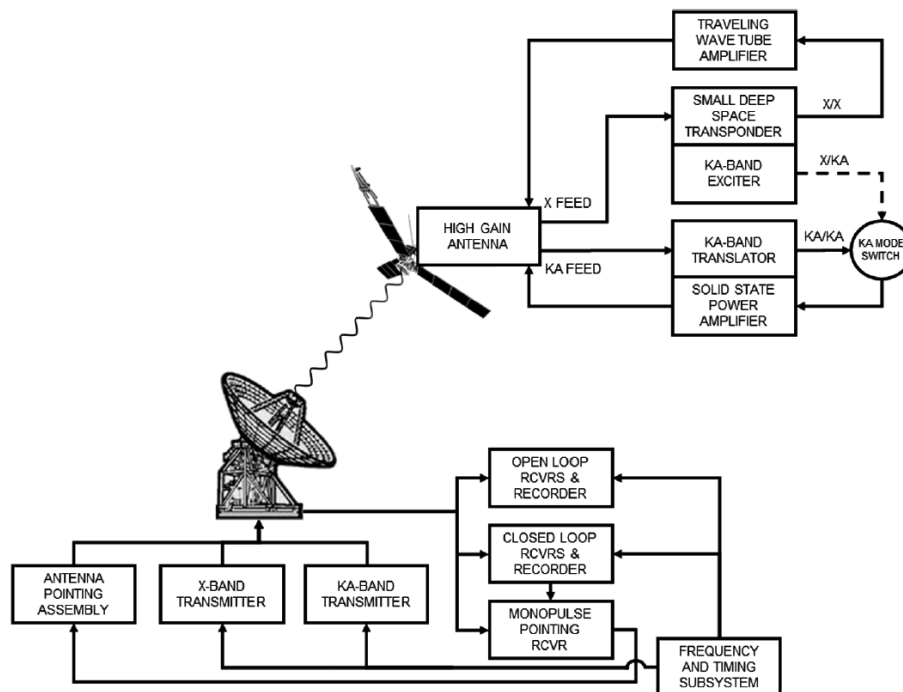 TRAVELING
WAVE TUBE
AMPLIFIER
SMALL DEEP
SPACE
TRANSPONDER
X/X
KA-BAND
EXCITER
X/KA
X FEED
HIGH GAIN
ANTENNA
KA FEED
KA-BAND
TRANSLATOR
KA/KA
KA MODE
SWITCH
SOLID STATE
POWER
AMPLIFIER
OPEN LOOP
RCVRS &
RECORDER
CLOSED LOOP
RCVRS &
RECORDER
ANTENNA
POINTING
ASSEMBLY
X-BAND
TRANSMITTER
KA-BAND
TRANSMITTER
MONOPULSE
POINTING
RCVR
FREQUENCY
AND TIMING
SUBSYSTEM